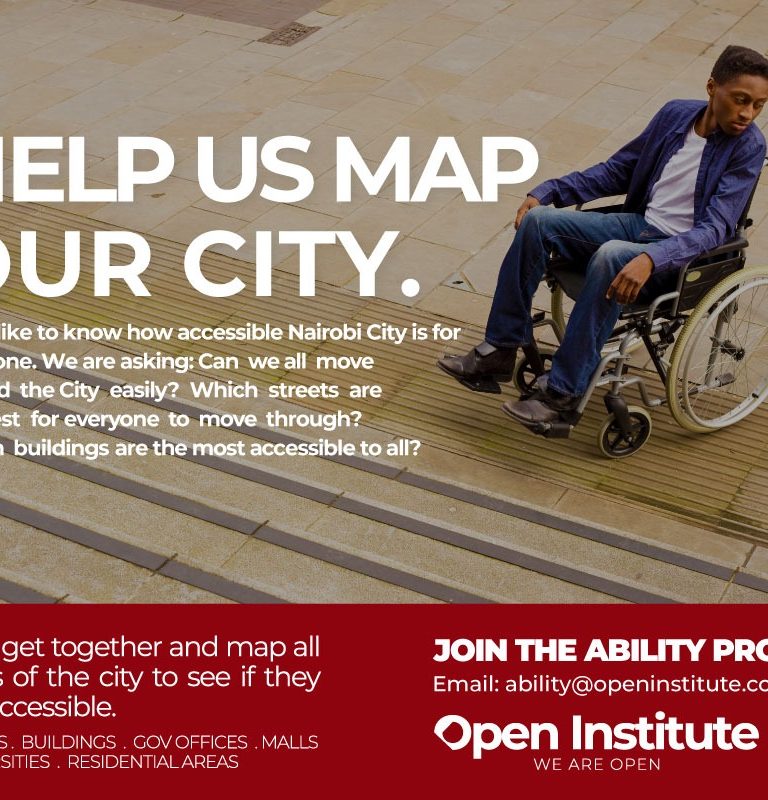 HELP US MAP
OUR CITY.
like to know how accessible Nairobi City is for
one. We are asking: Can we all move
d the City easily? Which streets are
est for everyone to move through?
buildings are the most accessible to all?
get together and map all
s of the city to see if they
ccessible.
S . BUILDINGS . GOV OFFICES . MALLS
SITIES . RESIDENTIAL AREAS
JOIN THE ABILITY PRO
Email: ability@openinstitute.co
Open Institute
WE ARE OPEN